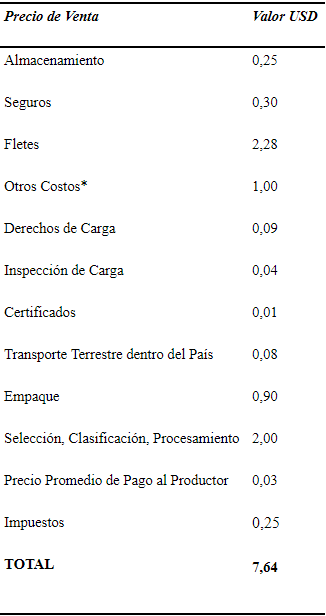 Precio de Venta Valor USD
Almacenamiento 0,25
Seguros 0,30
Fletes 2,28
Otros Costos* 1,00
Derechos de Carga 0,09
Inspección de Carga 0,04
Certificados 0,01
Transporte Terrestre dentro del País 0,08
Empaque 0,90
Selección, Clasificación, Procesamiento 2,00
Precio Promedio de Pago al Productor 0,03
Impuestos 0,25
TOTAL 7,64